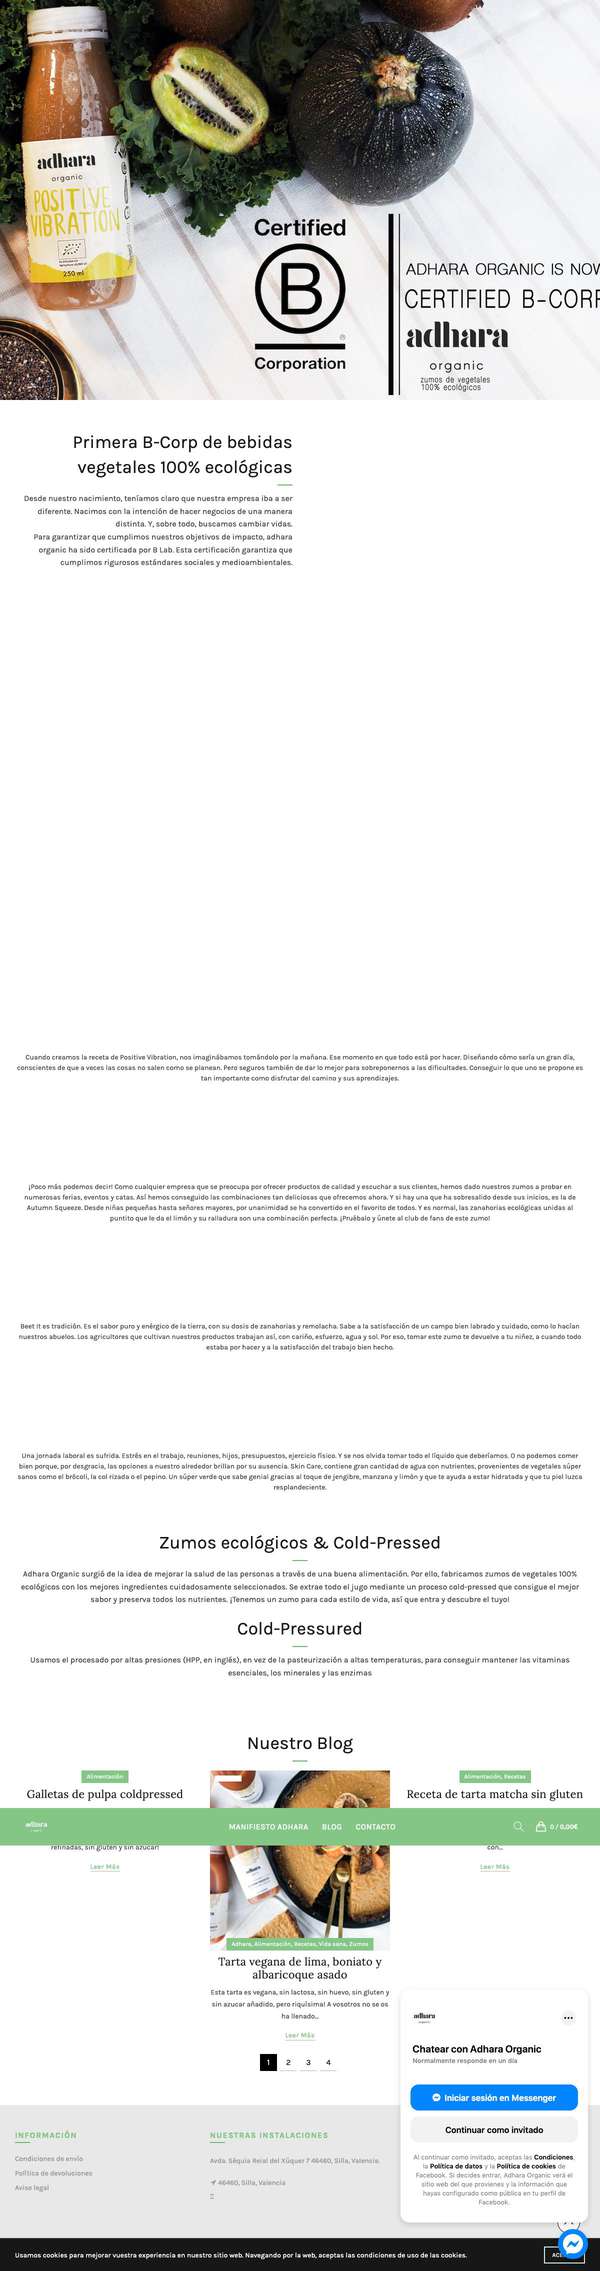 adhara
organic
POSITIVE
VIBRATION
250 ml
Certified
B
Corporation
ADHARA ORGANIC IS NOW
CERTIFIED B-CORP
adhara
organic
zumos de vegetales
100% ecológicos
Primera B-Corp de bebidas
vegetales 100% ecológicas
Desde nuestro nacimiento, teníamos claro que nuestra empresa iba a ser
diferente. Nacimos con la intención de hacer negocios de una manera
distinta. Y, sobre todo, buscamos cambiar vidas.
Para garantizar que cumplimos nuestros objetivos de impacto, adhara
organic ha sido certificada por B Lab. Esta certificación garantiza que
cumplimos rigurosos estándares sociales y medioambientales.
Cuando creamos la receta de Positive Vibration, nos imaginábamos tomándolo por la mañana. Ese momento en que todo está por hacer. Diseñando cómo sería un gran día,
conscientes de que a veces las cosas no salen como se planean. Pero seguros también de dar lo mejor para sobreponernos a las dificultades. Conseguir lo que uno se propone es
tan importante como disfrutar del camino y sus aprendizajes.
¡Poco más podemos decir! Como cualquier empresa que se preocupa por ofrecer productos de calidad y escuchar a sus clientes, hemos dado nuestros zumos a probar en
numerosas ferias, eventos y catas. Así hemos conseguido las combinaciones tan deliciosas que ofrecemos ahora. Y si hay una que ha sobresalido desde sus inicios, es la de
Autumn Squeeze. Desde niñas pequeñas hasta señores mayores, por unanimidad se ha convertido en el favorito de todos. Y es normal, las zanahorias ecológicas unidas al
puntito que le da el limón y su ralladura son una combinación perfecta. ¡Pruébalo y únete al club de fans de este zumo!
Beet It es tradición. Es el sabor puro y enérgico de la tierra, con su dosis de zanahorias y remolacha. Sabe a la satisfacción de un campo bien labrado y cuidado, como lo hacían
nuestros abuelos. Los agricultores que cultivan nuestros productos trabajan así, con cariño, esfuerzo, agua y sol. Por eso, tomar este zumo te devuelve a tu niñez, a cuando todo
estaba por hacer y a la satisfacción del trabajo bien hecho.
Una jornada laboral es sufrida. Estrés en el trabajo, reuniones, hijos, presupuestos, ejercicio físico. Y se nos olvida tomar todo el líquido que deberíamos. O no podemos comer
bien porque, por desgracia, las opciones a nuestro alrededor brillan por su ausencia. Skin Care, contiene gran cantidad de agua con nutrientes, provenientes de vegetales súper
sanos como el brócoli, la col rizada o el pepino. Un súper verde que sabe genial gracias al toque de jengibre, manzana y limón y que te ayuda a estar hidratada y que tu piel luzca
resplandeciente.
Zumos ecológicos & Cold-Pressed
Adhara Organic surgió de la idea de mejorar la salud de las personas a través de una buena alimentación. Por ello, fabricamos zumos de vegetales 100%
ecológicos con los mejores ingredientes cuidadosamente seleccionados. Se extrae todo el jugo mediante un proceso cold-pressed que consigue el mejor
sabor y preserva todos los nutrientes. ¡Tenemos un zumo para cada estilo de vida, así que entra y descubre el tuyo!
Cold-Pressured
Usamos el procesado por altas presiones (HPP, en inglés), en vez de la pasteurización a altas temperaturas, para conseguir mantener las vitaminas
esenciales, los minerales y las enzimas
Nuestro Blog
Alimentación
Galletas de pulpa coldpressed
Alimentación, Recetas
Receta de tarta matcha sin gluten
adhara
MANIFIESTO ADHARA BLOG CONTACTO
0 / 0,00€
refinadas, sin gluten y sin azúcar!
Leer Más
con...
Leer Más
Adhara, Alimentación, Recetas, Vida sana, Zumos
Tarta vegana de lima, boniato y
albaricoque asado
Esta tarta es vegana, sin lactosa, sin huevo, sin gluten y
sin azúcar añadido, pero riquísima! A vosotros no se os
ha llenado...
Leer Más
1 2 3 4
adhara
Chatear con Adhara Organic
Normalmente responde en un día
Iniciar sesión en Messenger
Continuar como invitado
Al continuar como invitado, aceptas las Condiciones,
la Política de datos y la Política de cookies de
Facebook. Si decides entrar, Adhara Organic verá el
sitio web del que provienes y la información que
hayas configurado como pública en tu perfil de
Facebook.
INFORMACIÓN
Condiciones de envío
Política de devoluciones
Aviso legal
NUESTRAS INSTALACIONES
Avda. Sèquia Reial del Xúquer 7 46460, Silla, Valencia.
46460, Silla, Valencia
Usamos cookies para mejorar vuestra experiencia en nuestro sitio web. Navegando por la web, aceptas las condiciones de uso de las cookies.